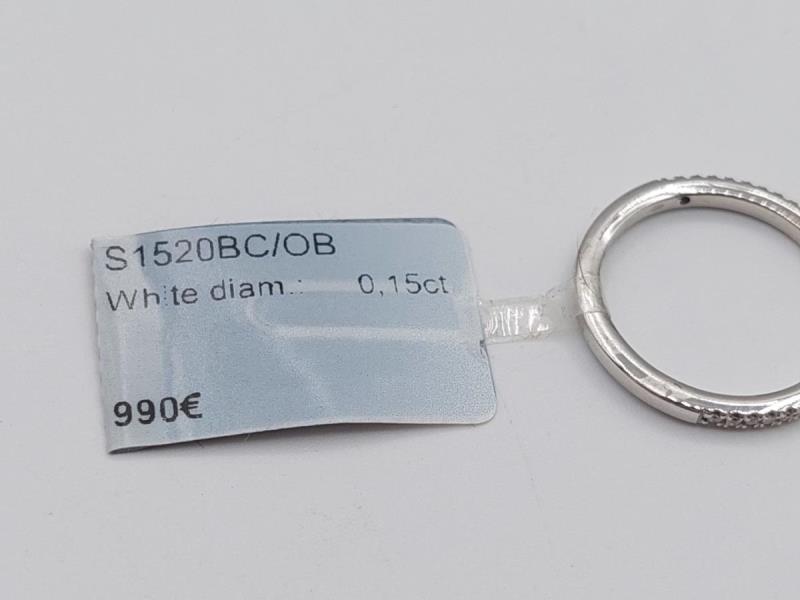 S1520BC/OB
White diam.: 0,15ct
990€